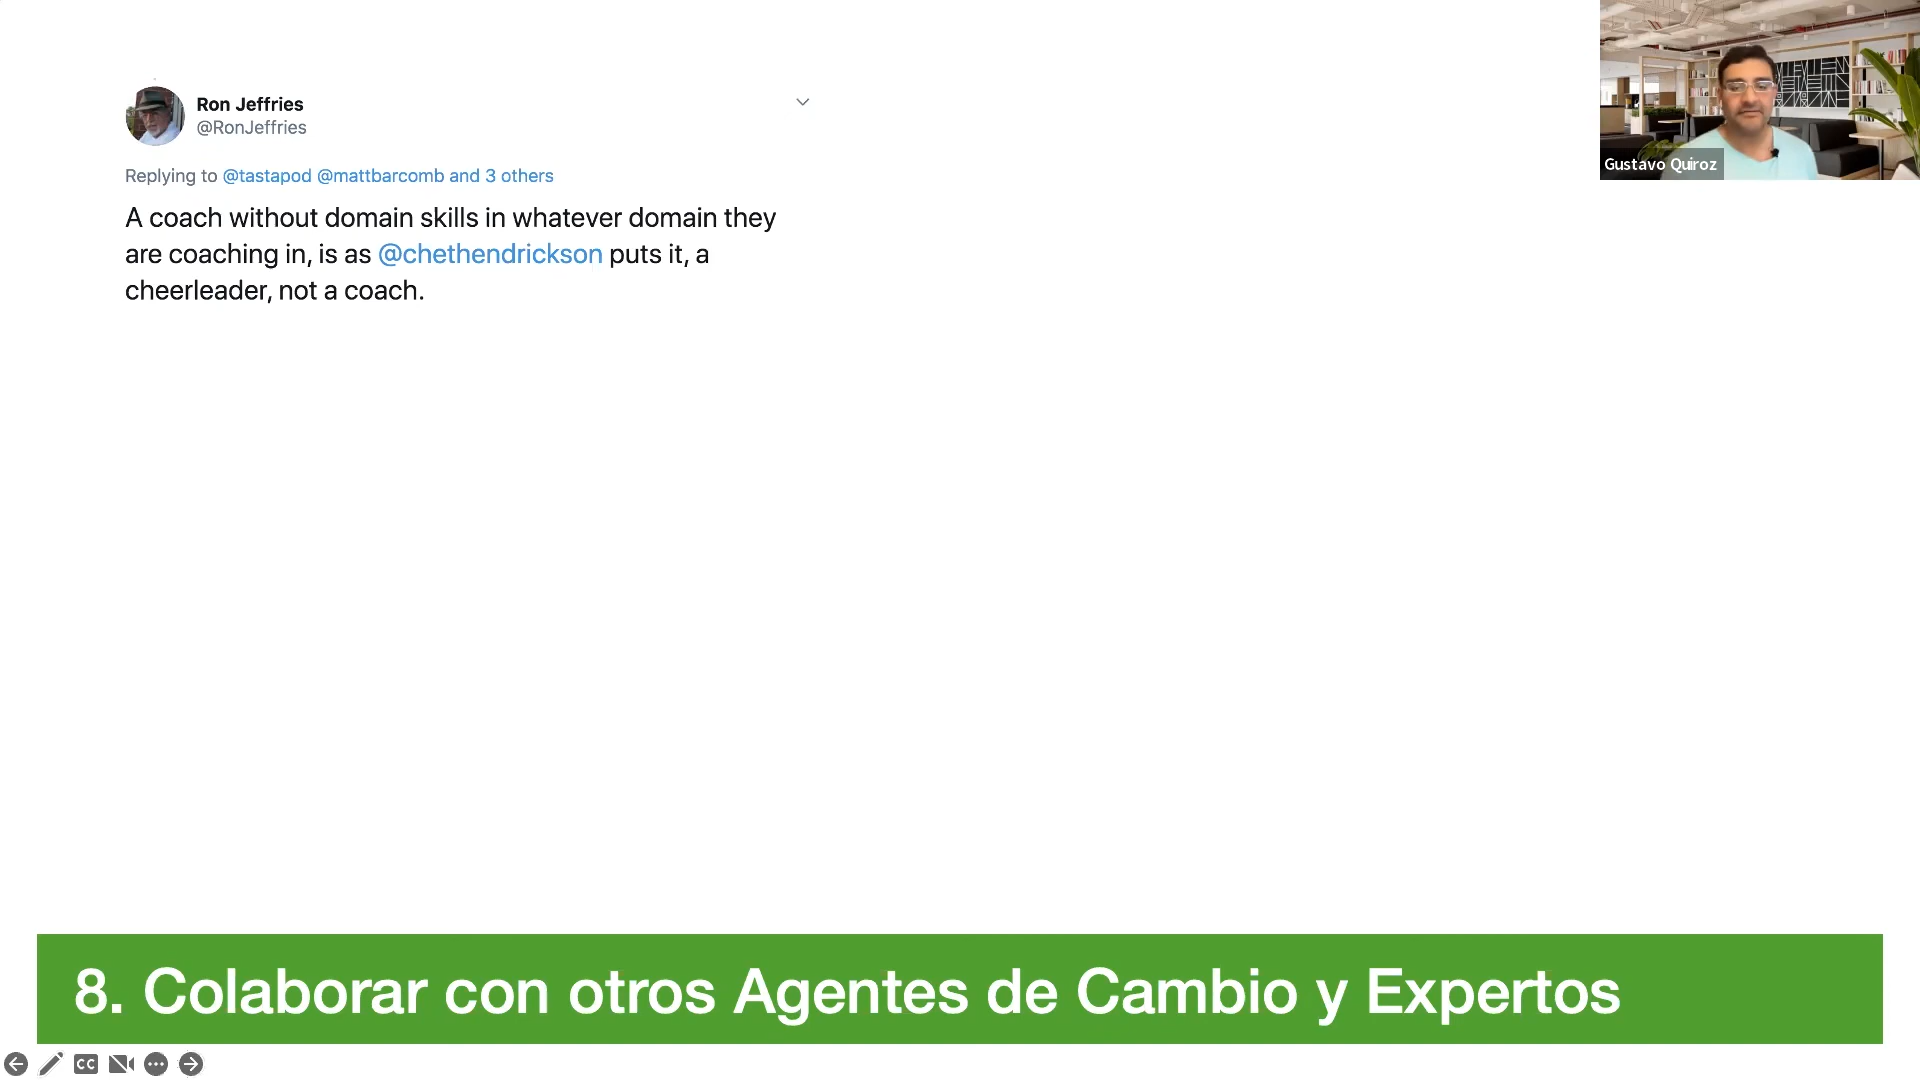 Ron Jeffries
@RonJeffries
Replying to @tastapod @mattbarcomb and 3 others
A coach without domain skills in whatever domain they
are coaching in, is as @chethendrickson puts it, a
cheerleader, not a coach.
Gustavo Quiroz
8. Colaborar con otros Agentes de Cambio y Expertos
CC